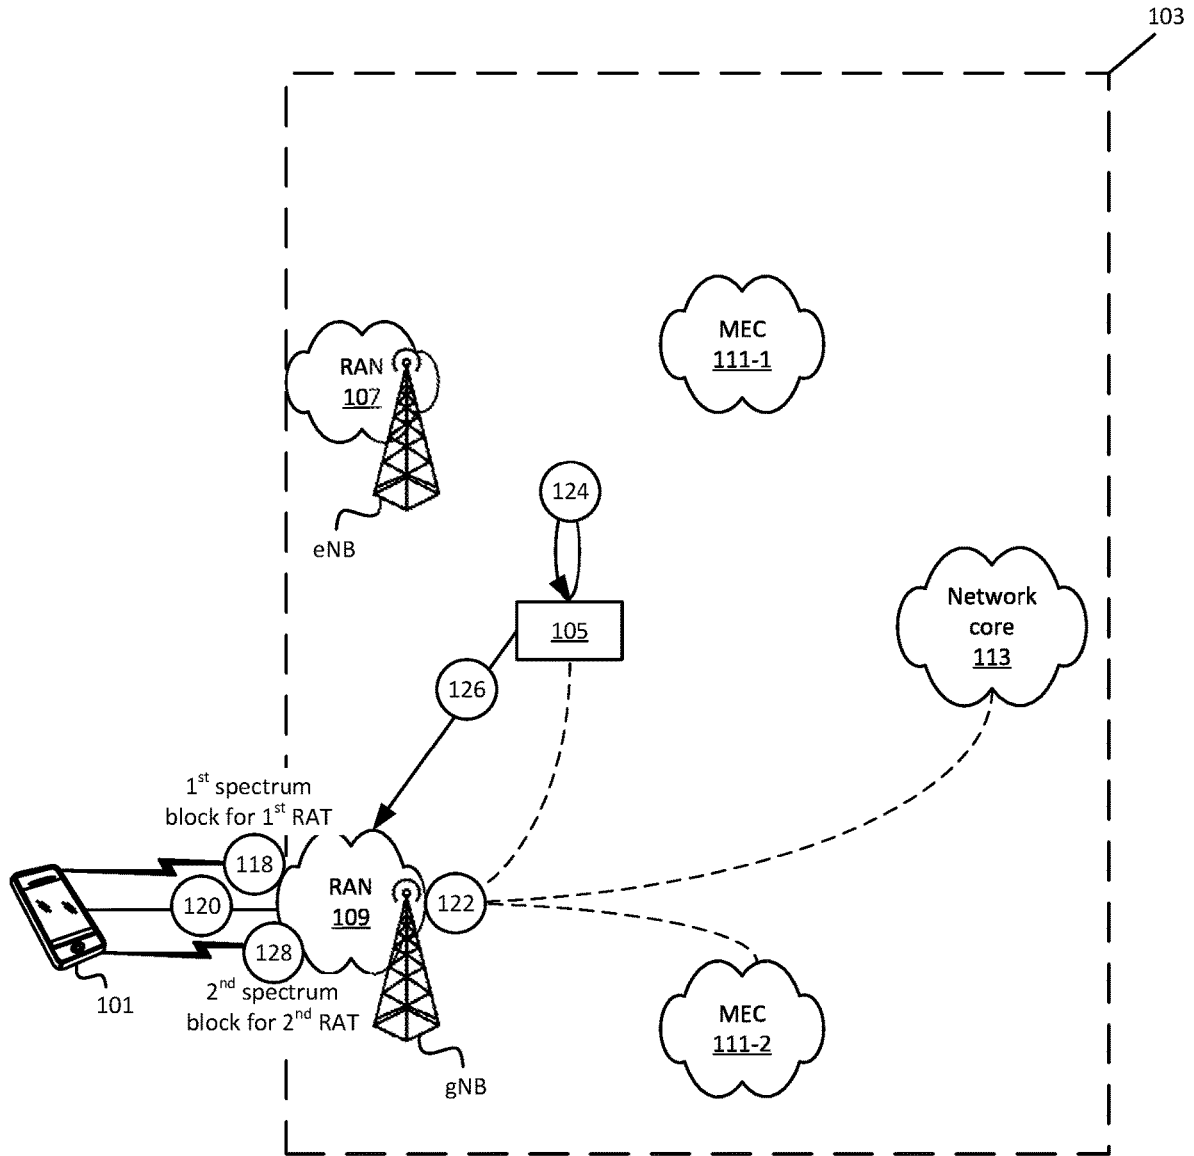 103
MEC
111-1
RAN
107
124
eNB
105
Network
core
113
126
1st spectrum
block for 1st RAT
118
RAN
109
120
122
128
101
2nd spectrum
block for 2nd RAT
MEC
111-2
gNB